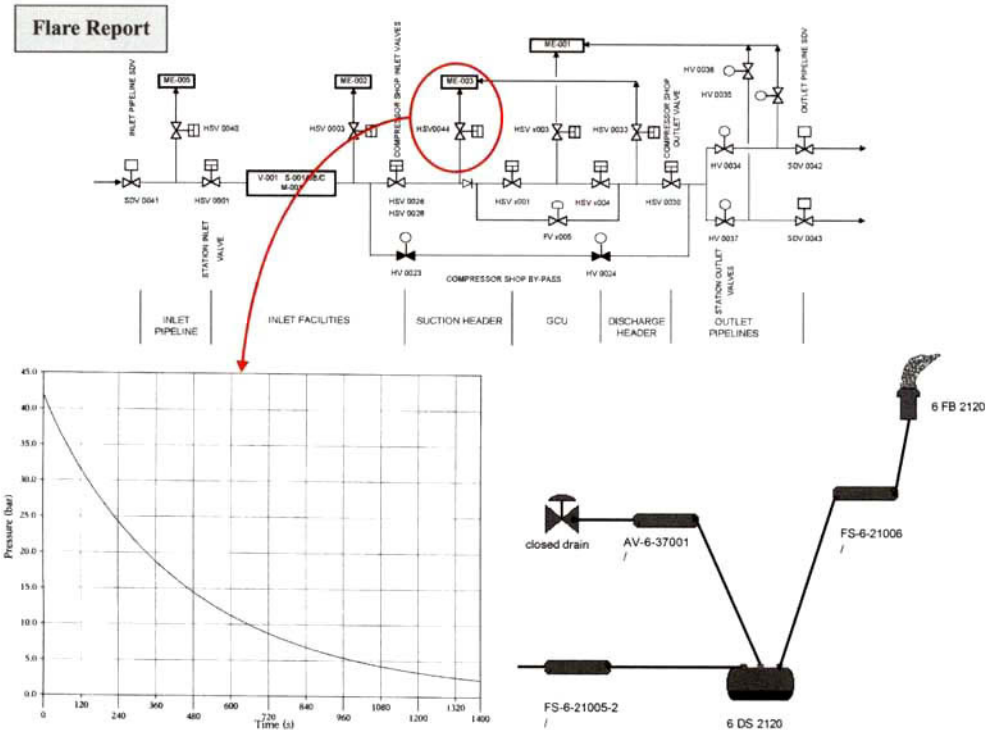 Flare Report
ME-001
ME-005
ME-002
ME-003
INLET PIPELINE SDV
COMPRESSOR SHOP INLET VALVES
COMPRESSOR SHOP
OUTLET VALVE
OUTLET PIPELINE SDV
HV 0036
HV 0035
HSV 0003
HSV0044
HSV x003
HSV 0033
HV 0034
SDV 0042
V-001
SDV 0041
HSV 0001
HSV 0026
HSV 0028
HSV x001
HSV x004
HSV 0030
HV 0037
SDV 0043
STATION INLET
VALVE
HV 0023
COMPRESSOR SHOP BY-PASS
HV 0024
STATION OUTLET
VALVES
INLET
PIPELINE
INLET FACILITIES
SUCTION HEADER
GCU
DISCHARGE
HEADER
OUTLET
PIPELINES
45.0
40.0
35.0
30.0
25.0
20.0
15.0
10.0
5.0
0.0
Pressure (bar)
0 120 240 360 480 600 720 840 960 1080 1200 1320 1400
Time (s)
6 FB 2120
closed drain
AV-6-37001
/
FS-6-21006
/
FS-6-21005-2
/
6 DS 2120